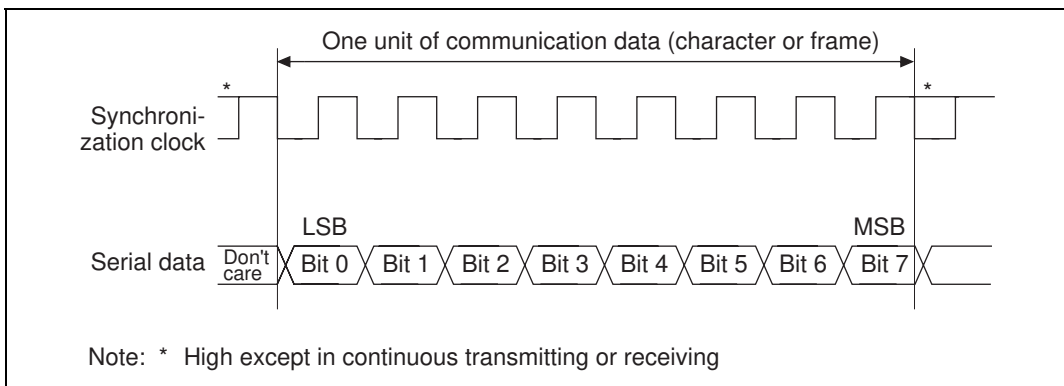 One unit of communication data (character or frame)
* *
Synchroni-
zation clock
LSB MSB
Serial data Don't care Bit 0 Bit 1 Bit 2 Bit 3 Bit 4 Bit 5 Bit 6 Bit 7
Note: * High except in continuous transmitting or receiving